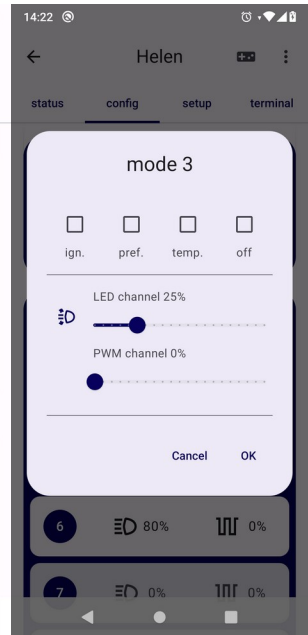 14:22
Helen
status config setup terminal
mode 3
ign. pref. temp. off
LED channel 25%
PWM channel 0%
Cancel OK
6 80% 0%
7 0% 0%